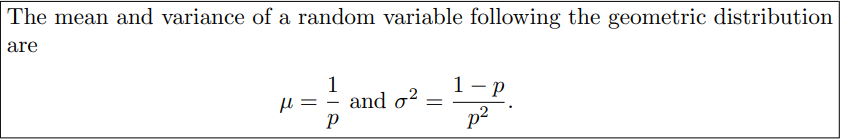 The mean and variance of a random variable following the geometric distribution
are
μ = 1/p and σ² = (1 − p)/p².